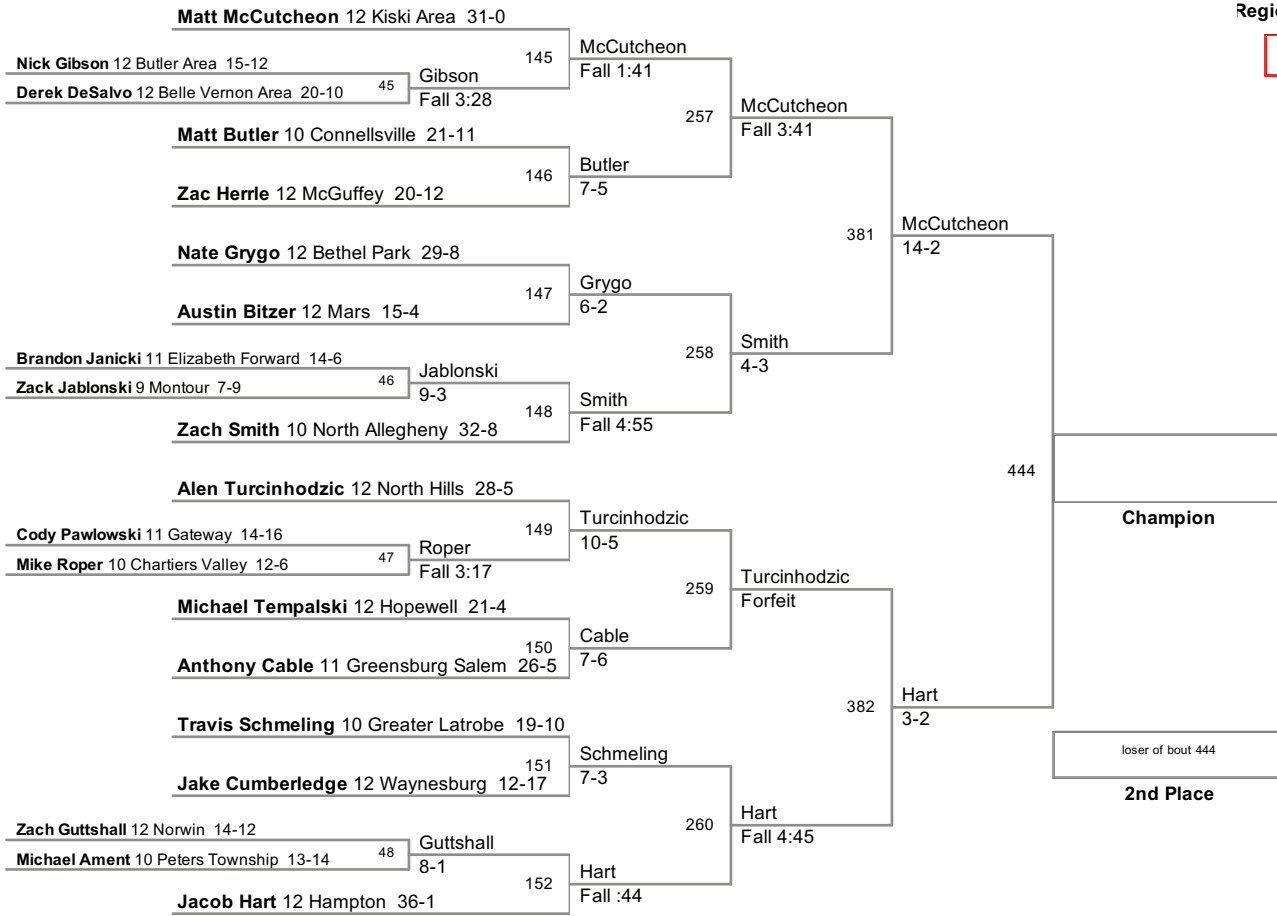 Regi
Matt McCutcheon 12 Kiski Area 31-0
145
McCutcheon
Fall 1:41
Nick Gibson 12 Butler Area 15-12
Derek DeSalvo 12 Belle Vernon Area 20-10
45
Gibson
Fall 3:28
257
McCutcheon
Fall 3:41
Matt Butler 10 Connellsville 21-11
146
Butler
7-5
Zac Herrle 12 McGuffey 20-12
381
McCutcheon
14-2
Nate Grygo 12 Bethel Park 29-8
147
Grygo
6-2
Austin Bitzer 12 Mars 15-4
258
Smith
4-3
Brandon Janicki 11 Elizabeth Forward 14-6
Zack Jablonski 9 Montour 7-9
46
Jablonski
9-3
148
Smith
Fall 4:55
Zach Smith 10 North Allegheny 32-8
444
Champion
Alen Turcinhodzic 12 North Hills 28-5
149
Turcinhodzic
10-5
Cody Pawlowski 11 Gateway 14-16
Mike Roper 10 Chartiers Valley 12-6
47
Roper
Fall 3:17
259
Turcinhodzic
Forfeit
Michael Tempalski 12 Hopewell 21-4
150
Cable
7-6
Anthony Cable 11 Greensburg Salem 26-5
382
Hart
3-2
Travis Schmeling 10 Greater Latrobe 19-10
151
Schmeling
7-3
Jake Cumberledge 12 Waynesburg 12-17
loser of bout 444
2nd Place
260
Hart
Fall 4:45
Zach Guttshall 12 Norwin 14-12
Michael Ament 10 Peters Township 13-14
48
Guttshall
8-1
152
Hart
Fall :44
Jacob Hart 12 Hampton 36-1